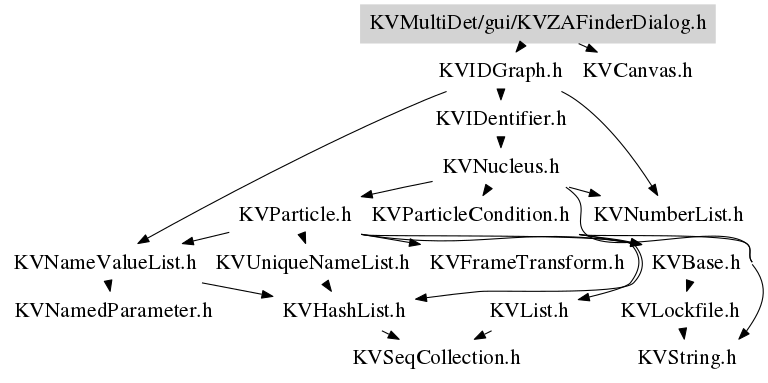 KVMultiDet/gui/KVZAFinderDialog.h
KVIDGraph.h KVCanvas.h
KVIDentifier.h
KVNucleus.h
KVParticle.h KVParticleCondition.h KVNumberList.h
KVNameValueList.h KVUniqueNameList.h KVFrameTransform.h KVBase.h
KVNamedParameter.h KVHashList.h KVList.h KVLockfile.h
KVSeqCollection.h KVString.h